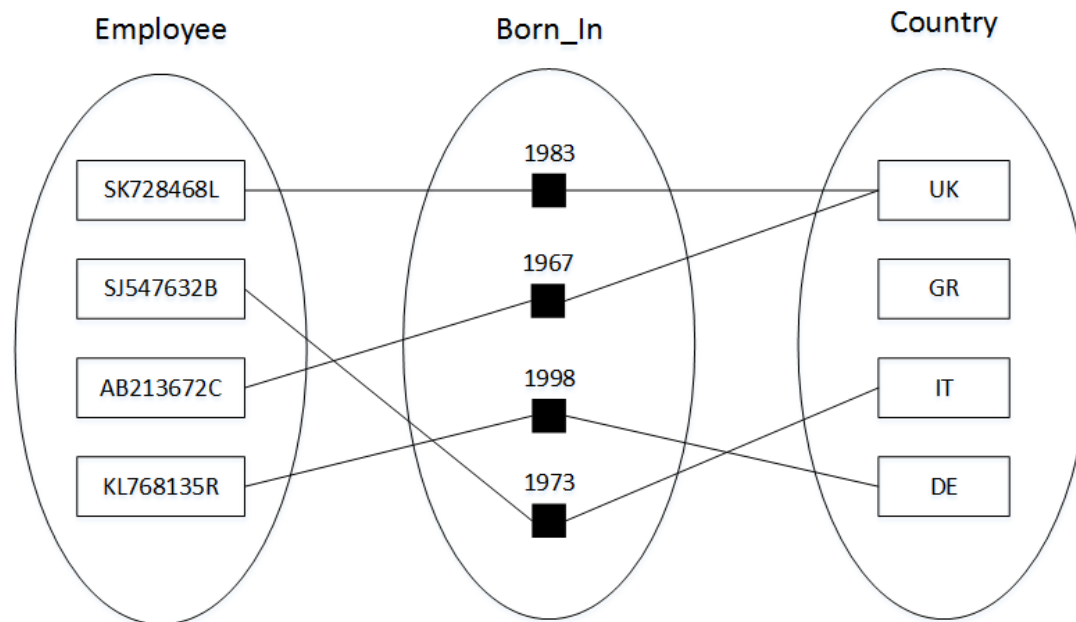 Employee
Born_In
Country
1983
SK728468L
UK
1967
SJ547632B
GR
1998
AB213672C
IT
1973
KL768135R
DE